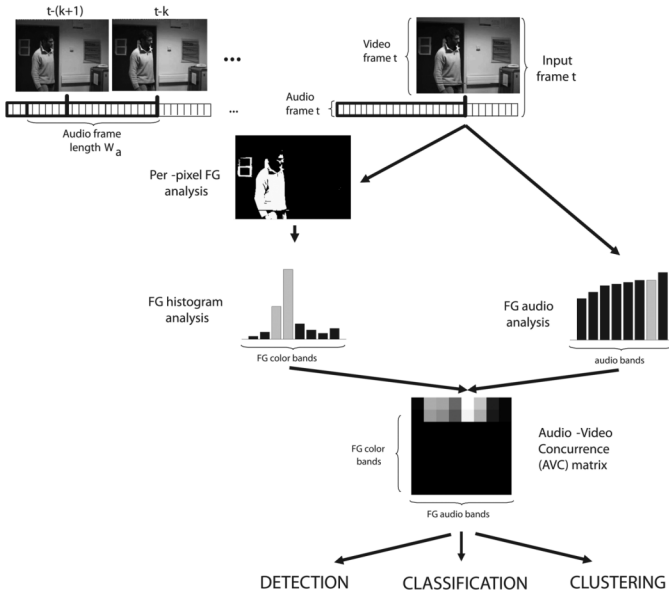 t-(k+1)
t-k
...
Video
frame t
Input
frame t
Audio
frame t
...
Audio frame
length W a
Per -pixel FG
analysis
FG histogram
analysis
FG color bands
FG audio
analysis
audio bands
FG color
bands
Audio -Video
Concurrence
(AVC) matrix
FG audio bands
DETECTION
CLASSIFICATION
CLUSTERING